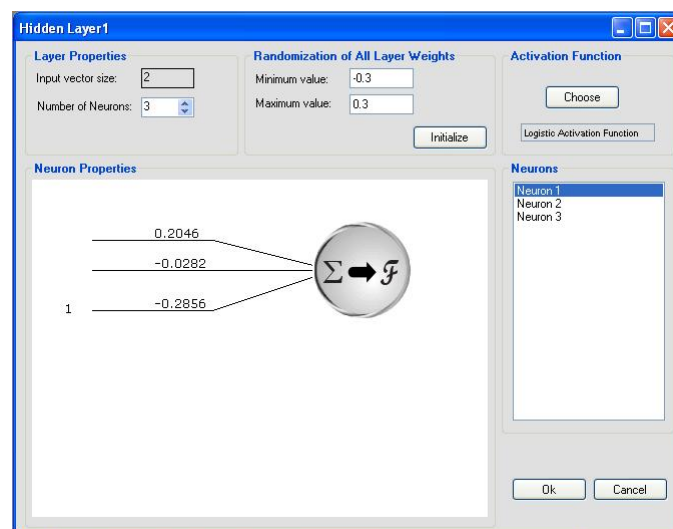 Hidden Layer1
Layer Properties
Input vector size: 2
Number of Neurons: 3
Randomization of All Layer Weights
Minimum value: -0.3
Maximum value: 0.3
Initialize
Activation Function
Choose
Logistic Activation Function
Neuron Properties
0.2046
-0.0282
1 -0.2856
Σ F
Neurons
Neuron 1
Neuron 2
Neuron 3
Ok Cancel